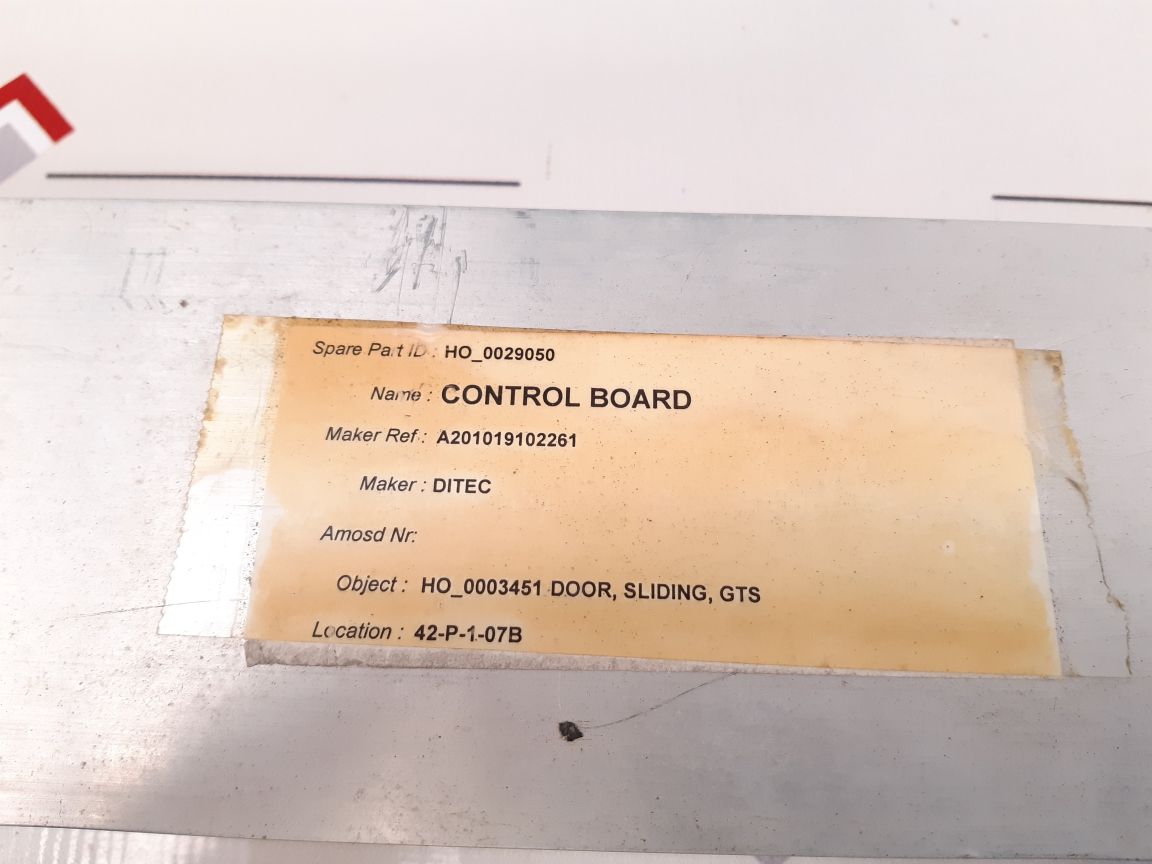 Spare Part ID : HO_0029050
Name : CONTROL BOARD
Maker Ref : A201019102261
Maker : DITEC
Amosd Nr:
Object : HO_0003451 DOOR, SLIDING, GTS
Location : 42-P-1-07B